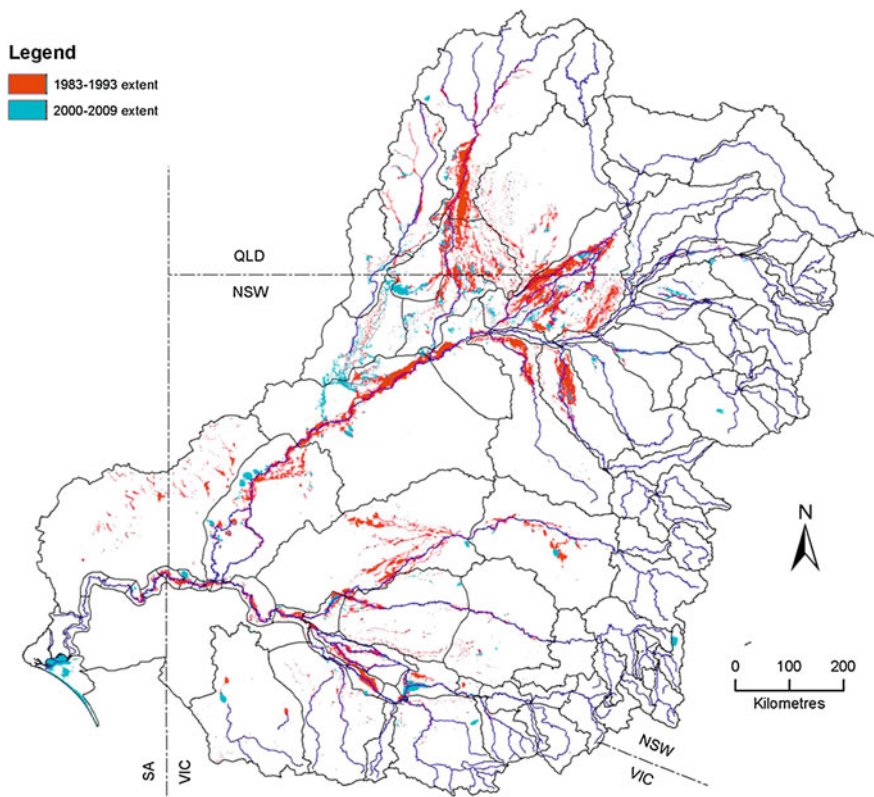 Legend
1983-1993 extent
2000-2009 extent
QLD
NSW
N
0 100 200
Kilometres
SA
VIC
NSW
VIC